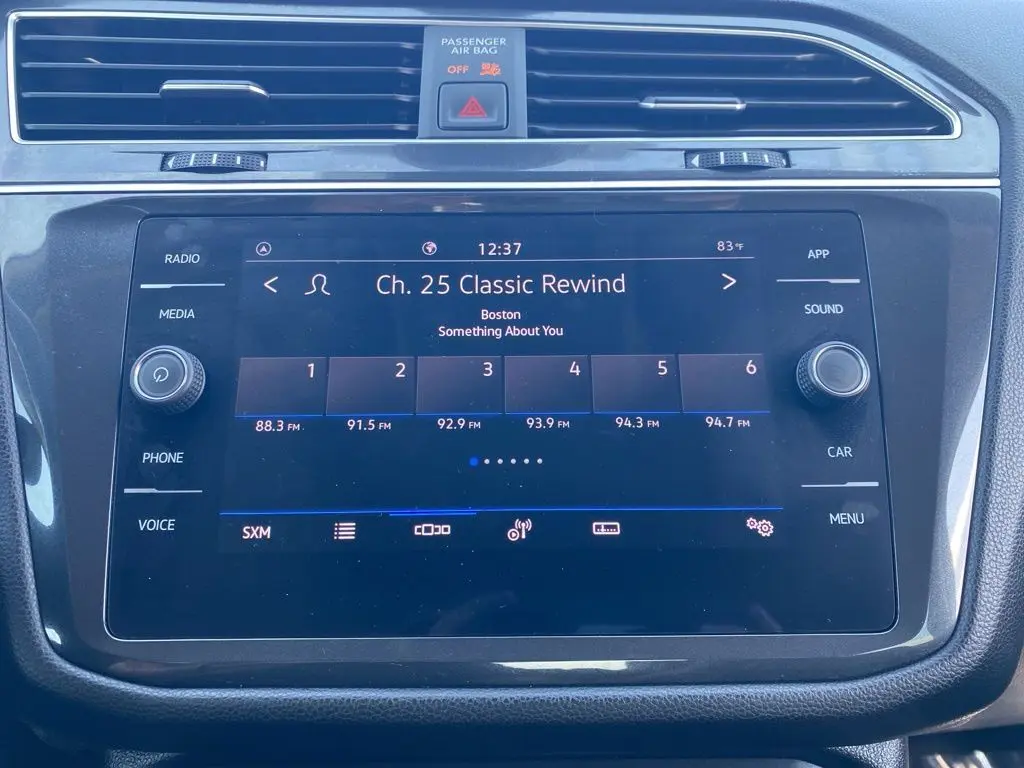 PASSENGER
AIR BAG
OFF
RADIO
MEDIA
PHONE
VOICE
12:37
83°F
< Ch. 25 Classic Rewind >
Boston
Something About You
1 2 3 4 5 6
88.3 FM 91.5 FM 92.9 FM 93.9 FM 94.3 FM 94.7 FM
SXM
APP
SOUND
CAR
MENU